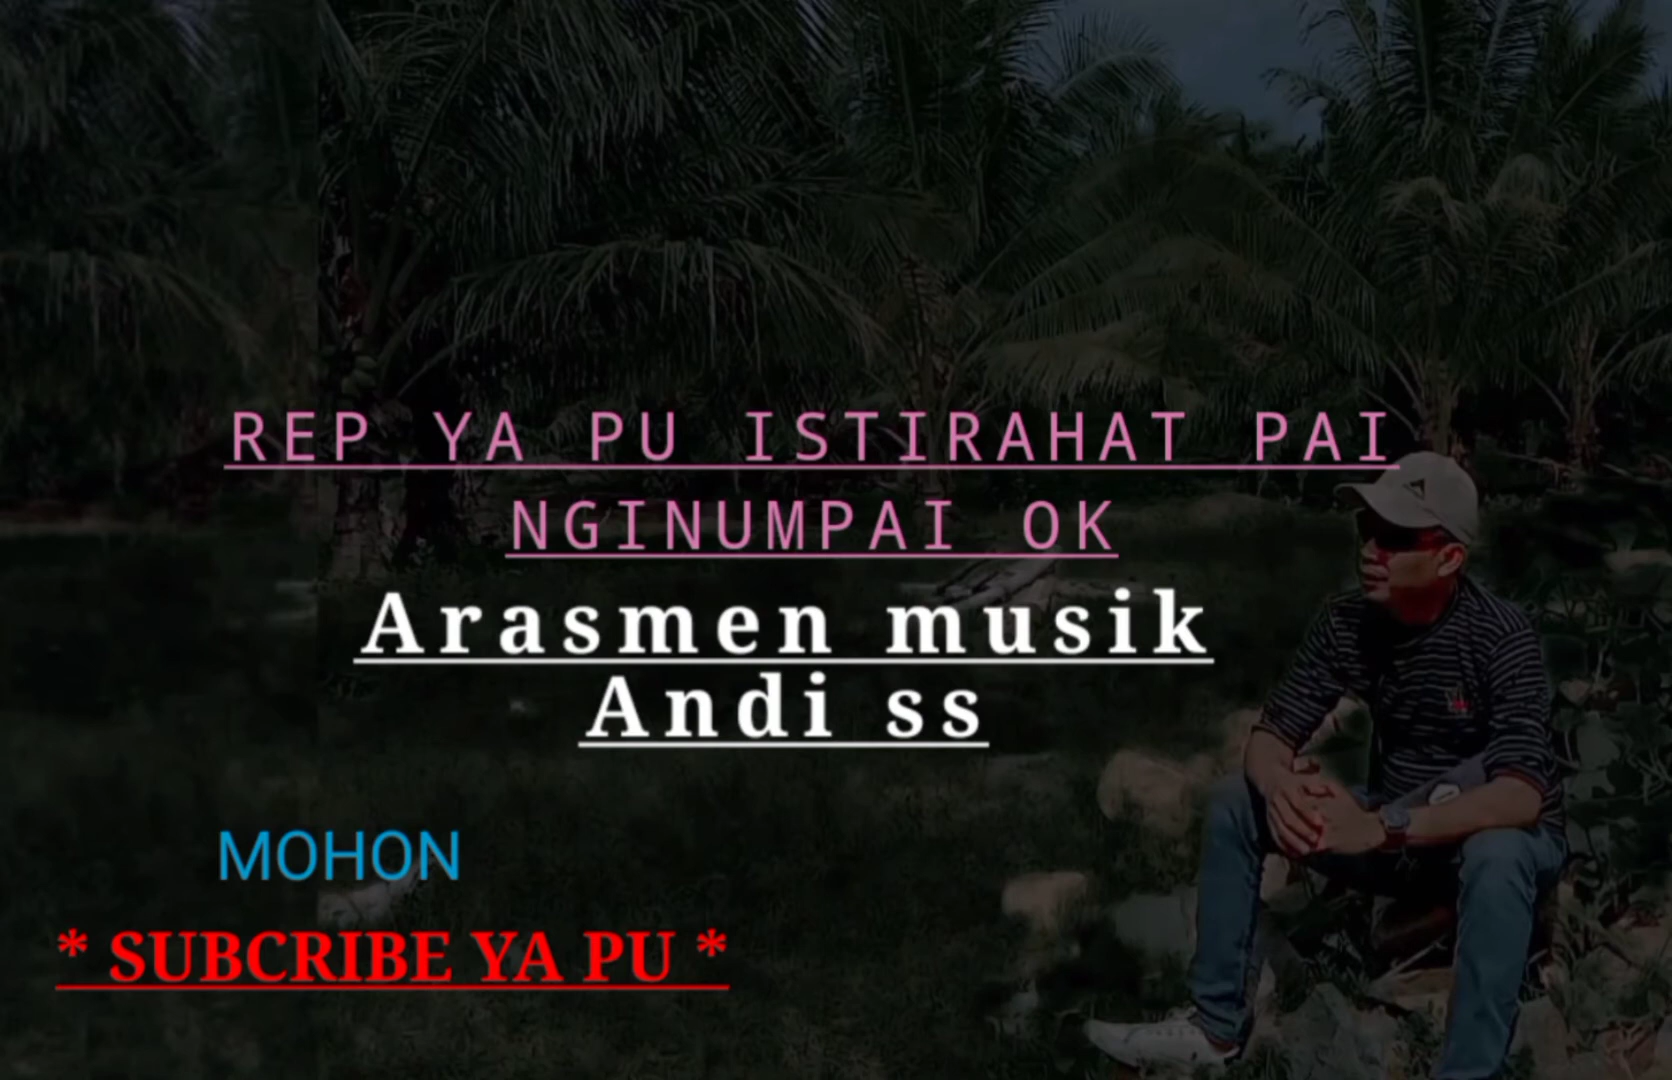 REP YA PU ISTIRAHAT PAI
NGINUMPAI OK
Arasmen musik
Andi ss
MOHON
* SUBCRIBE YA PU *